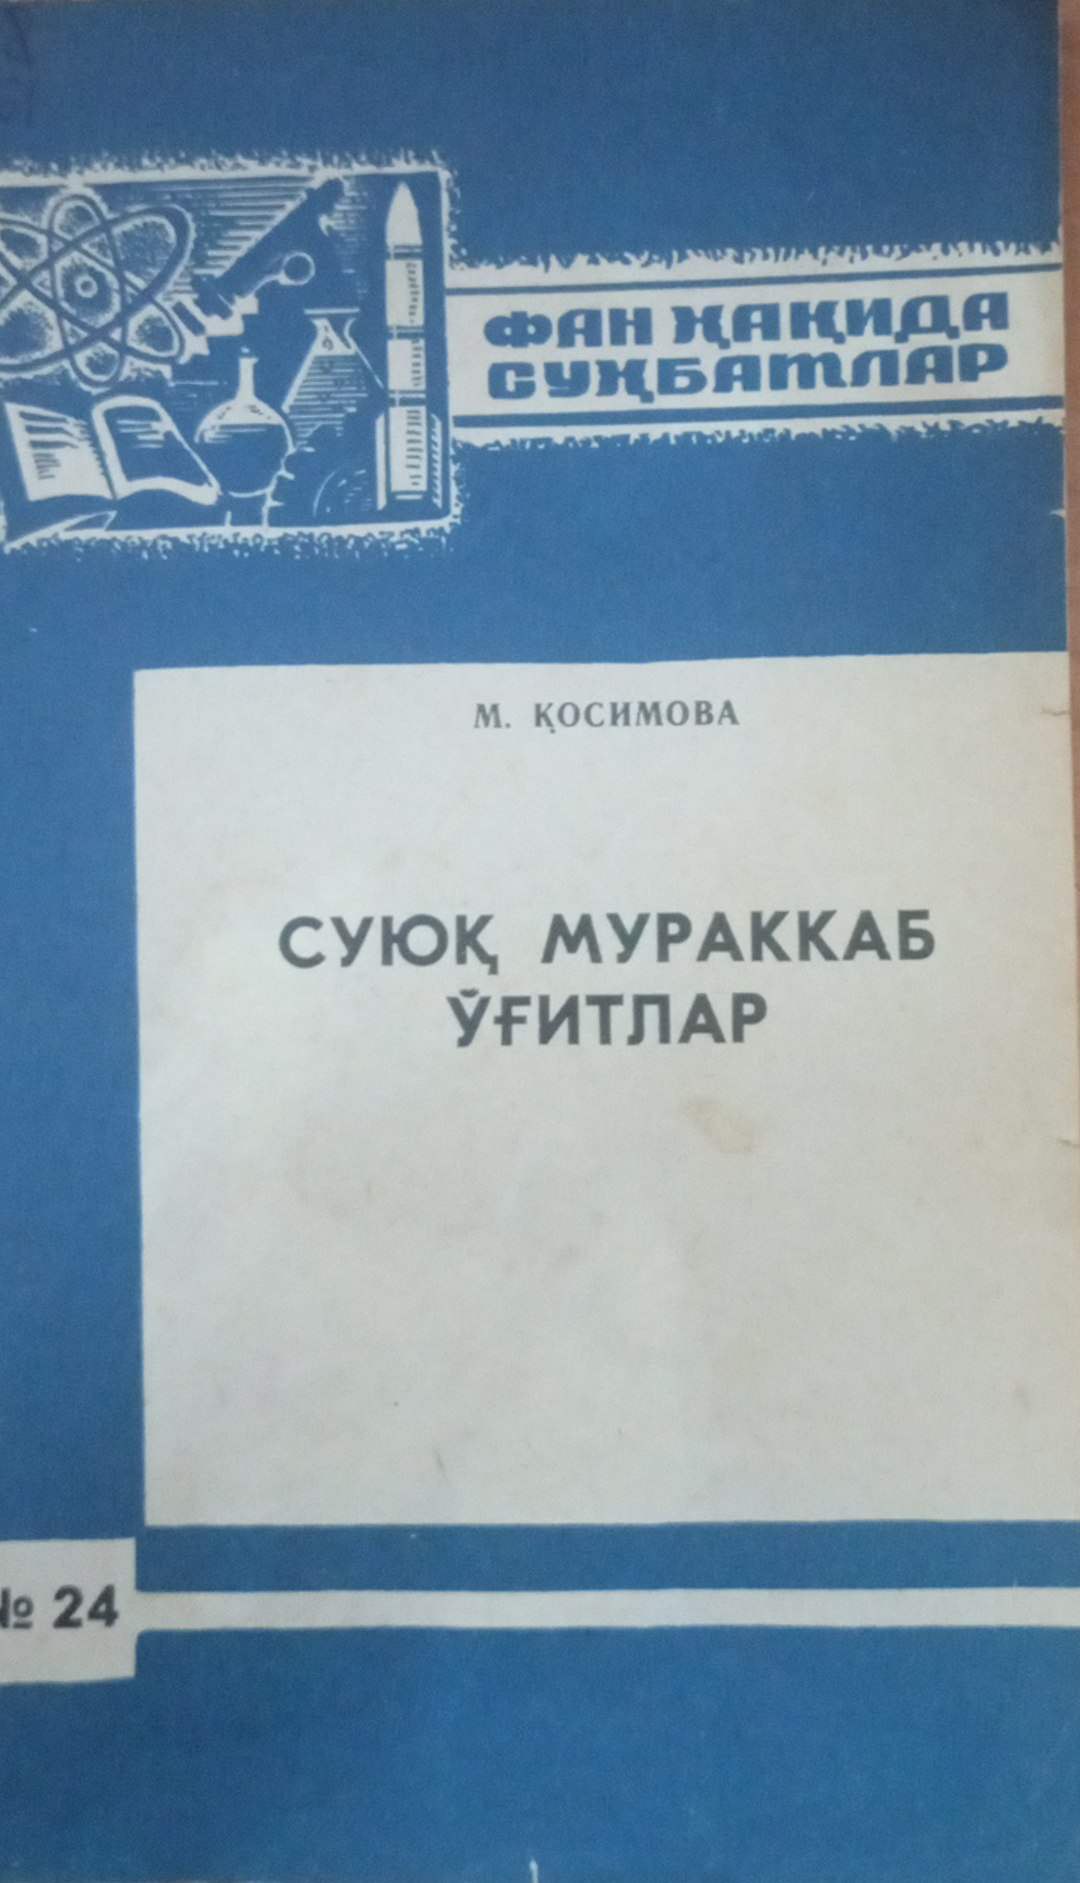 ФАН ҲАҚИДА
СУҲБАТЛАР
М. ҚОСИМОВА
СУЮҚ МУРАККАБ
ЎҒИТЛАР
№ 24